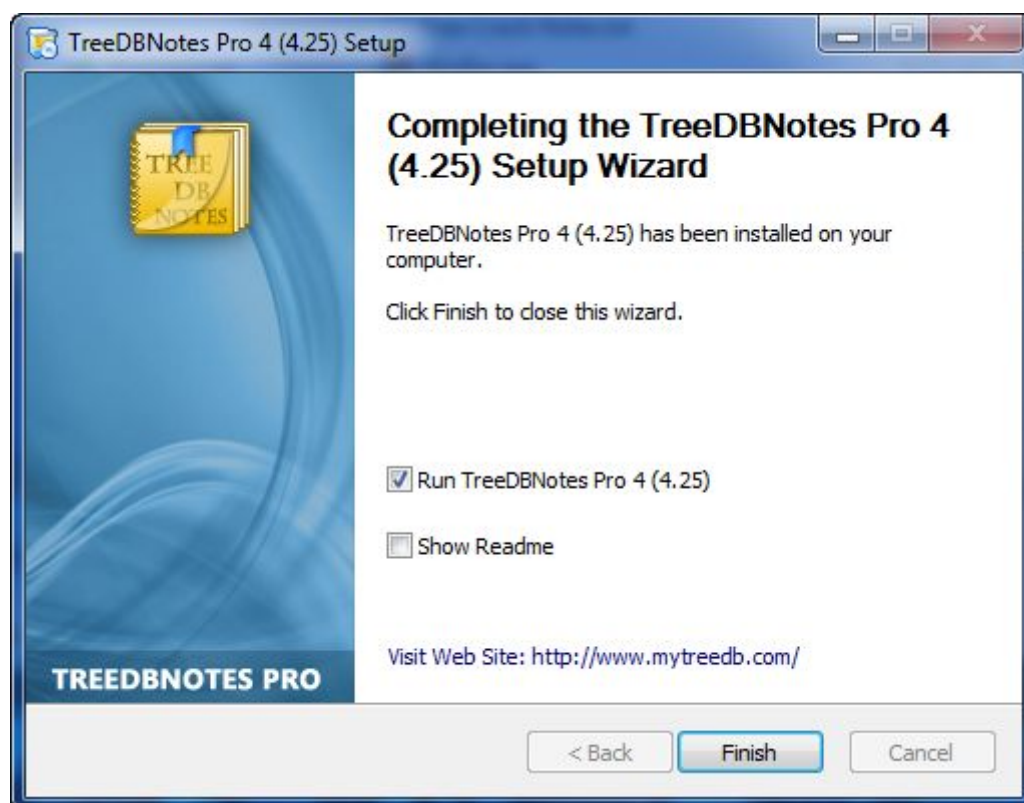 TreeDBNotes Pro 4 (4.25) Setup
TREE
DB
NOTES
Completing the TreeDBNotes Pro 4
(4.25) Setup Wizard
TreeDBNotes Pro 4 (4.25) has been installed on your
computer.
Click Finish to close this wizard.
Run TreeDBNotes Pro 4 (4.25)
Show Readme
Visit Web Site: http://www.mytreedb.com/
TREEDBNOTES PRO
< Back
Finish
Cancel